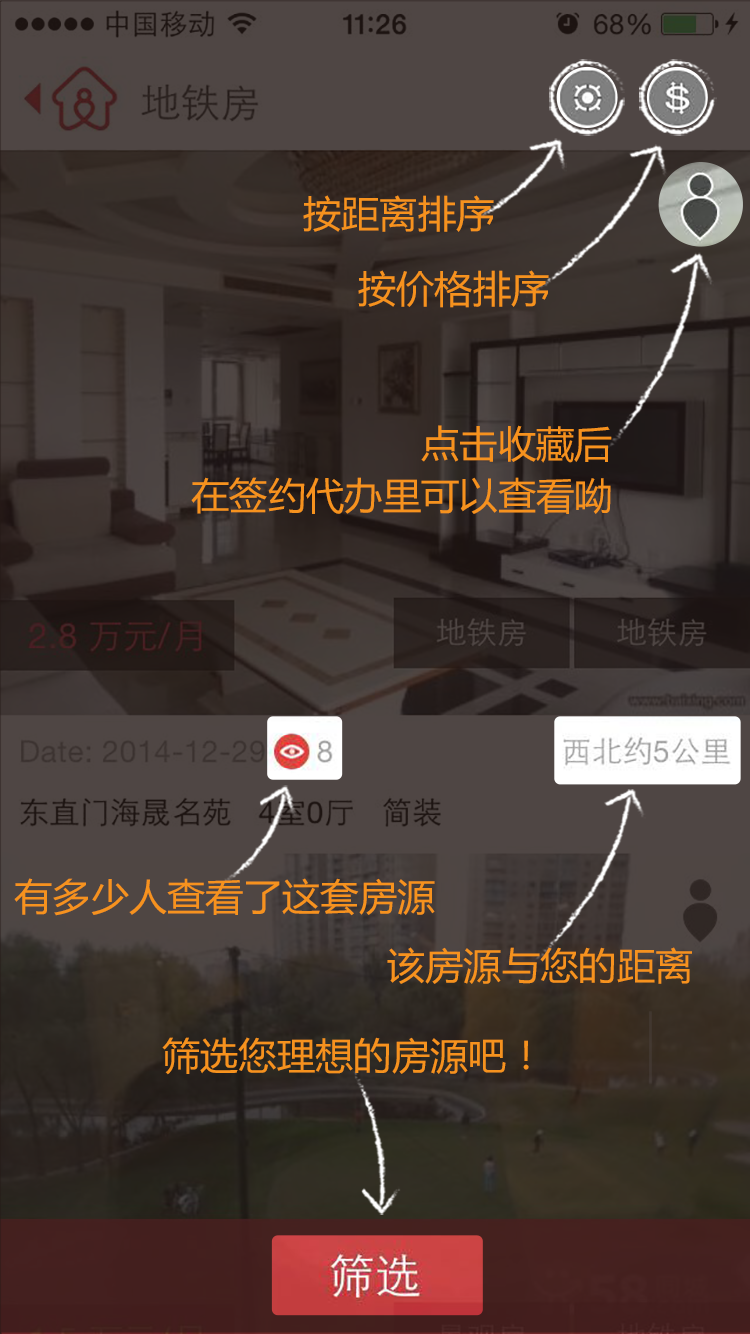 中国移动 11:26 68%
地铁房
按距离排序
按价格排序
点击收藏后
在签约代办里可以查看呦
2.8 万元/月 地铁房 地铁房
Date: 2014-12-29 8 西北约5公里
东直门海晟名苑 4室0厅 简装
有多少人查看了这套房源
该房源与您的距离
筛选您理想的房源吧！
筛选